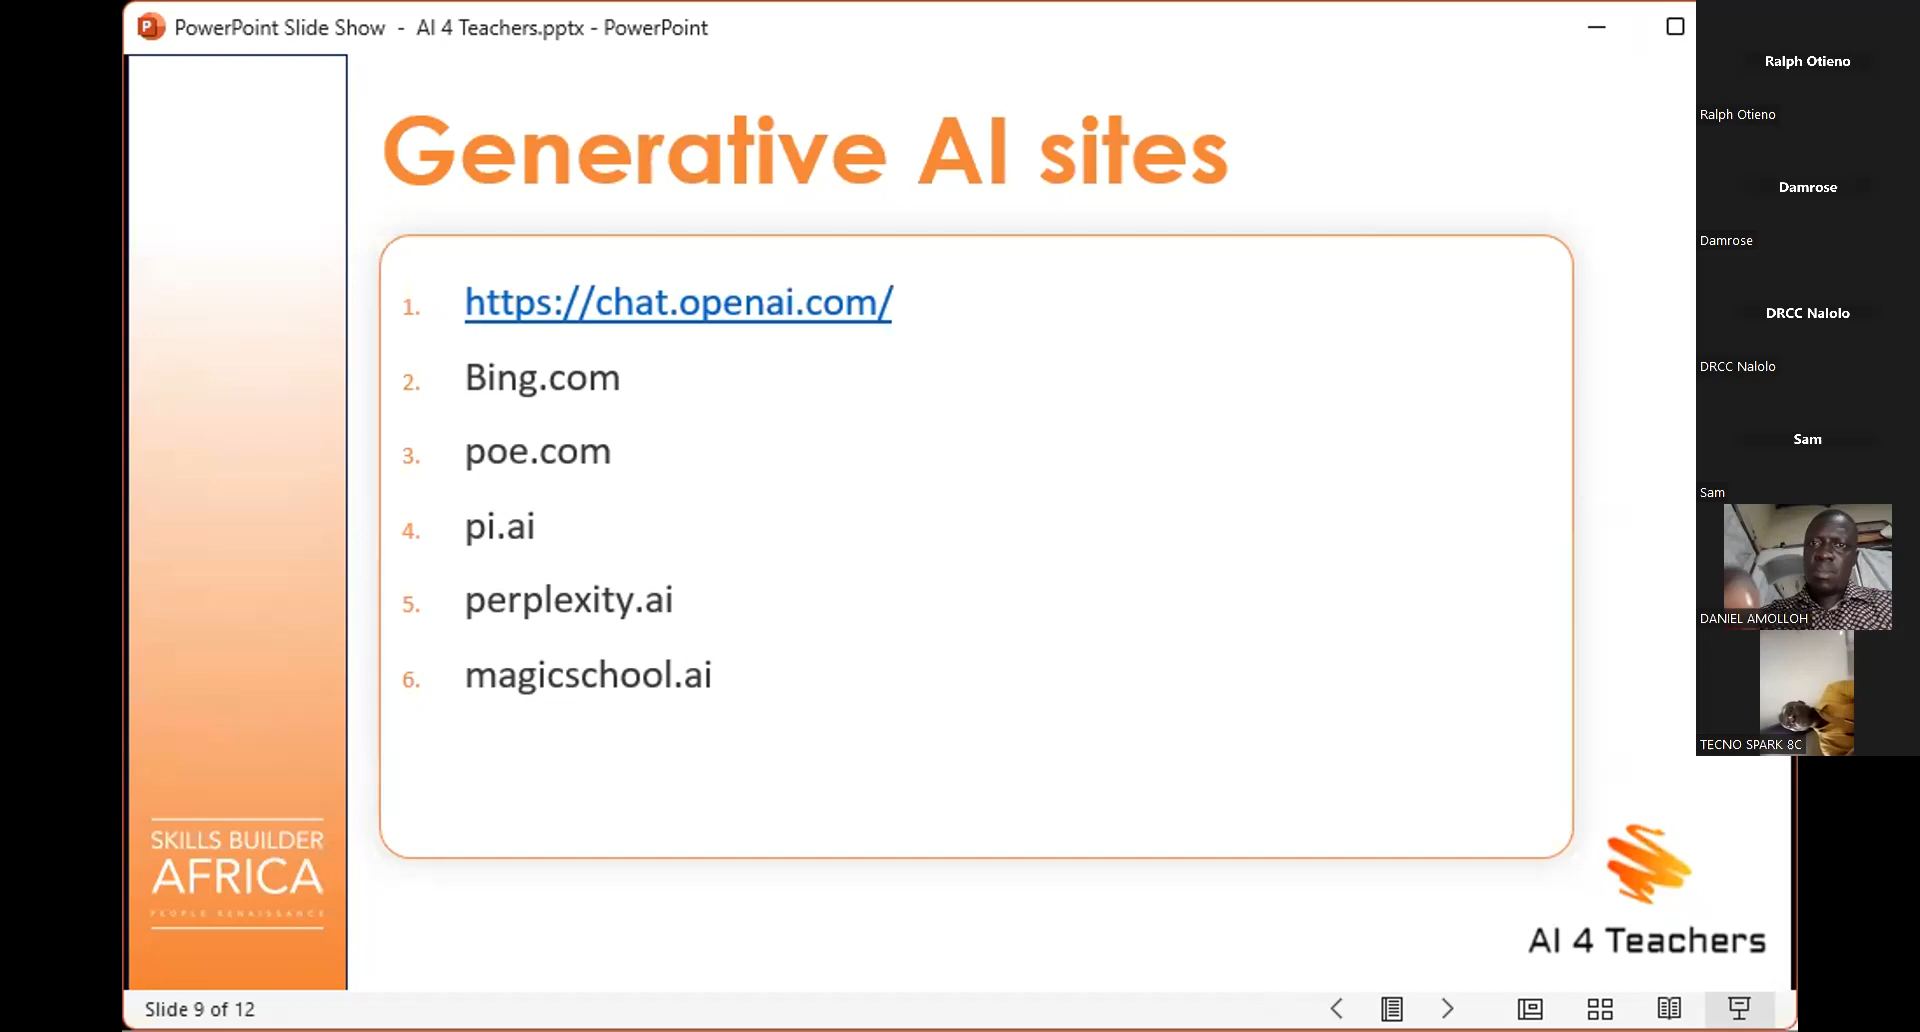 PowerPoint Slide Show - AI 4 Teachers.pptx - PowerPoint
Generative AI sites
1. https://chat.openai.com/
2. Bing.com
3. poe.com
4. pi.ai
5. perplexity.ai
6. magicschool.ai
SKILLS BUILDER
AFRICA
PEOPLE RENAISSANCE
AI 4 Teachers
Slide 9 of 12
Ralph Otieno
Ralph Otieno
Damrose
Damrose
DRCC Nalolo
DRCC Nalolo
Sam
Sam
DANIEL AMOLLOH
TECNO SPARK 8C